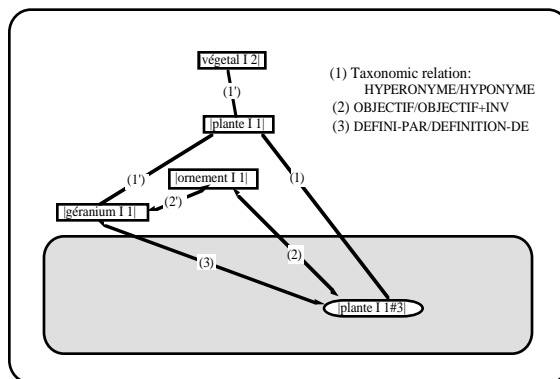 |végétal I 2|
(1) Taxonomic relation:
HYPERONYME/HYPONYME
(2) OBJECTIF/OBJECTIF+INV
(3) DEFINI-PAR/DEFINITION-DE
(1')
|plante I 1|
(1')
|ornement I 1|
(1)
(2')
|géranium I 1|
(2)
(3)
|plante I 1#3|